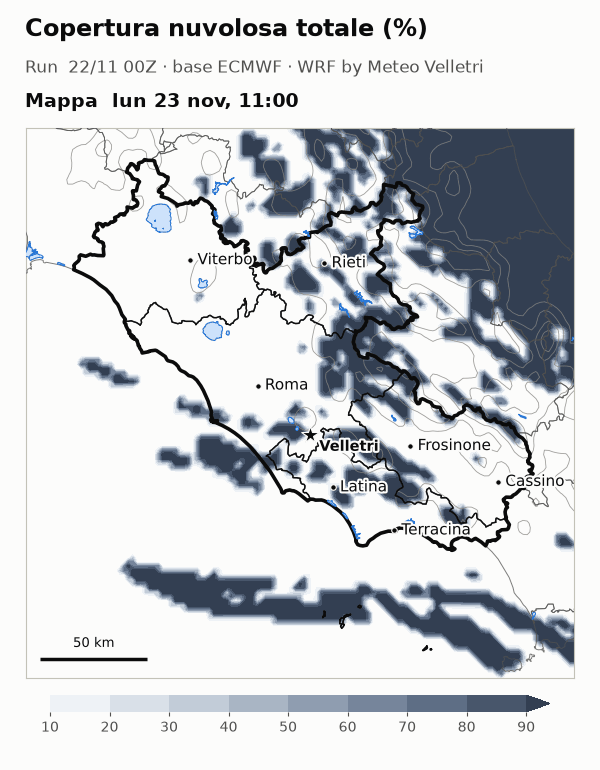 Copertura nuvolosa totale (%)
Run  22/11 00Z · base ECMWF · WRF by Meteo Velletri
Mappa  lun 23 nov, 11:00
Viterbo
Rieti
Roma
Velletri
Frosinone
Latina
Cassino
Terracina
50 km
10 20 30 40 50 60 70 80 90